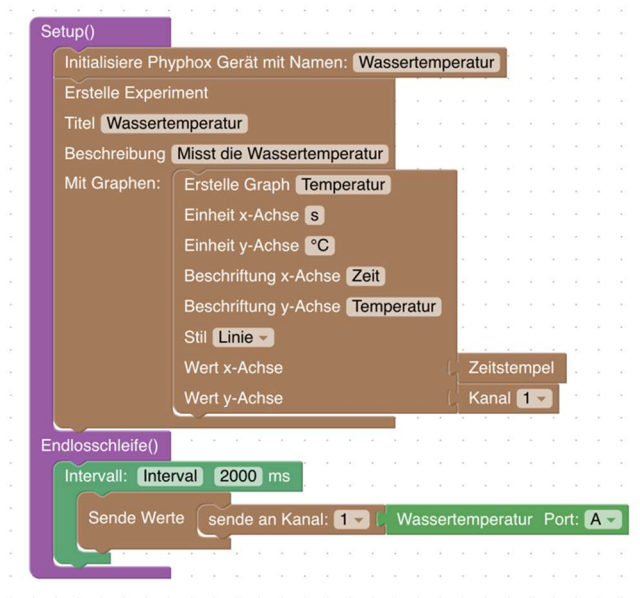 Setup()
Initialisiere Phyphox Gerät mit Namen: Wassertemperatur
Erstelle Experiment
Titel Wassertemperatur
Beschreibung Misst die Wassertemperatur
Mit Graphen: Erstelle Graph Temperatur
Einheit x-Achse s
Einheit y-Achse °C
Beschriftung x-Achse Zeit
Beschriftung y-Achse Temperatur
Stil Linie
Wert x-Achse Zeitstempel
Wert y-Achse Kanal 1
Endlosschleife()
Intervall: Interval 2000 ms
Sende Werte sende an Kanal: 1 Wassertemperatur Port: A